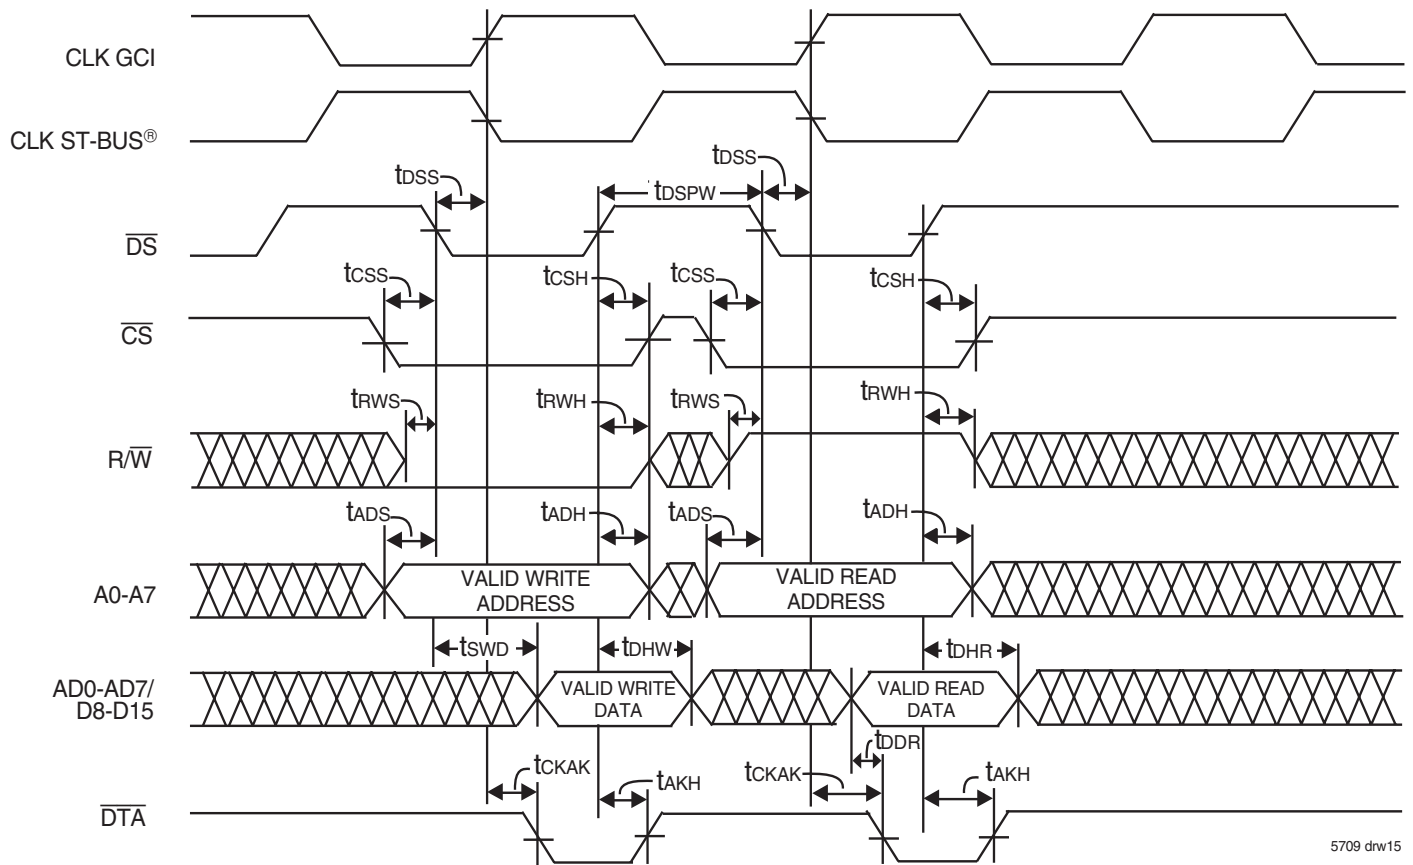 CLK GCI
CLK ST-BUS®
tDSS
tDSS
tDSPW
DS
tCSS
tCSH
tCSS
tCSH
CS
tRWS
tRWH
tRWS
tRWH
R/W
tADS
tADH
tADS
tADH
A0-A7
VALID WRITE
ADDRESS
VALID READ
ADDRESS
tSWD
tDHW
tDHR
AD0-AD7/
D8-D15
VALID WRITE
DATA
VALID READ
DATA
tDDR
tCKAK
tAKH
tCKAK
tAKH
DTA
5709 drw15